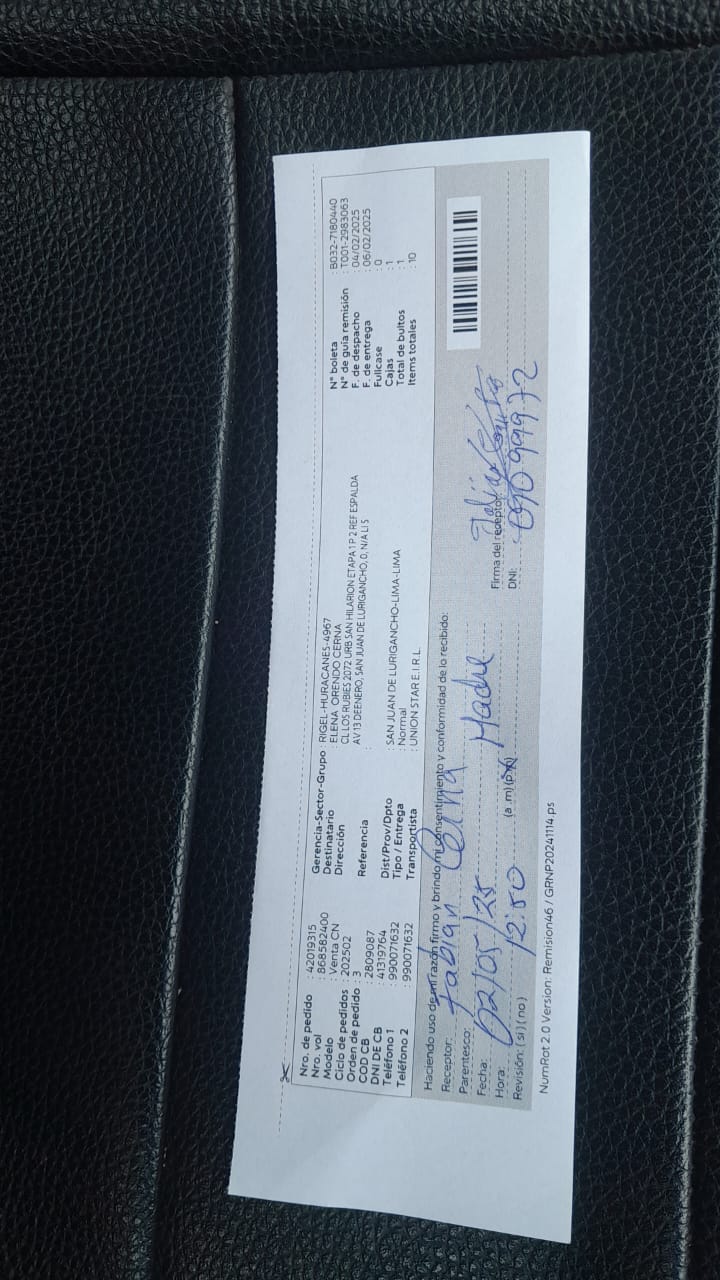 Nro. de pedido : 42019315
Nro. vol : 868582400
Modelo : Venta CN
Ciclo de pedidos : 202502
Orden de pedido : 3
COD CB : 2809087
DNI DE CB : 41319764
Teléfono 1 : 990071632
Teléfono 2 : 990071632
Gerencia-Sector-Grupo : RIGEL-HURACANES-4967
Destinatario : ELENA ORENDO CERNA
Dirección : CL LOS RUBIES 2072 URB SAN HILARION ETAPA 1 P 2 REF ESPALDA
AV 13 DEENERO, SAN JUAN DE LURIGANCHO, 0, N/A LI 5
Referencia :
Dist/Prov/Dpto : SAN JUAN DE LURIGANCHO-LIMA-LIMA
Tipo / Entrega : Normal
Transportista : UNION STAR E.I.R.L.
N° boleta : B032-7180440
N° de guía remisión : T001-2983063
F. de despacho : 04/02/2025
F. de entrega : 06/02/2025
Fullcase : 0
Cajas : 1
Total de bultos : 1
Items totales : 10
Haciendo uso de mi razón firmo y brindo mi consentimiento y conformidad de lo recibido:
Receptor: Fabian Cerna
Parentesco: Madre
Fecha: 02/05/25
Hora: 12:50 (a.m)(p.m)
Revisión: (si) (no)
Firma del receptor:
DNI: 09099972
NumRot 2.0 Version: Remision46 / GRNP20241114.ps